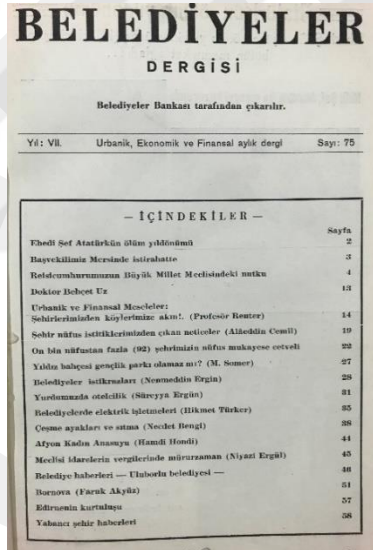 BELEDİYELER
DERGİSİ
Belediyeler Bankası tarafından çıkarılır.
Yıl: VII. Urbanik, Ekonomik ve Finansal aylık dergi Sayı: 75
— İÇİNDEKİLER —
Sayfa
Ebedî Şef Atatürkün ölüm yıldönümü 2
Başvekilimiz Mersinde istirahatte 3
Reisicumhurumuzun Büyük Millet Meclisindeki nutku 4
Doktor Behçet Uz 13
Urbanik ve Finansal Meseleler:
Şehirlerimizden köylerimize akın!. (Profesör Reuter) 14
Şehir nüfus istitiklerimizden çıkan neticeler (Alâeddin Cemil) 19
On bin nüfustan fazla (92) şehrimizin nüfus mukayese cetveli 22
Yıldız bahçesi gençlik parkı olamaz mı? (M. Somer) 27
Belediyeler istikrazları (Necmeddin Ergin) 28
Yurdumuzda otelcilik (Süreyya Ergün) 31
Belediyelerde elektrik işletmeleri (Hikmet Türker) 35
Çeşme ayakları ve sıtma (Necdet Rengi) 38
Afyon Kadın Anasuyu (Hamdi Hondi) 44
Meclisi idarelerin vergilerinde mürurzaman (Niyazi Ergül) 45
Belediye haberleri — Uluborlu belediyesi — 46
Bornova (Faruk Akyüz) 51
Edirnenin kurtuluşu 57
Yabancı şehir haberleri 58